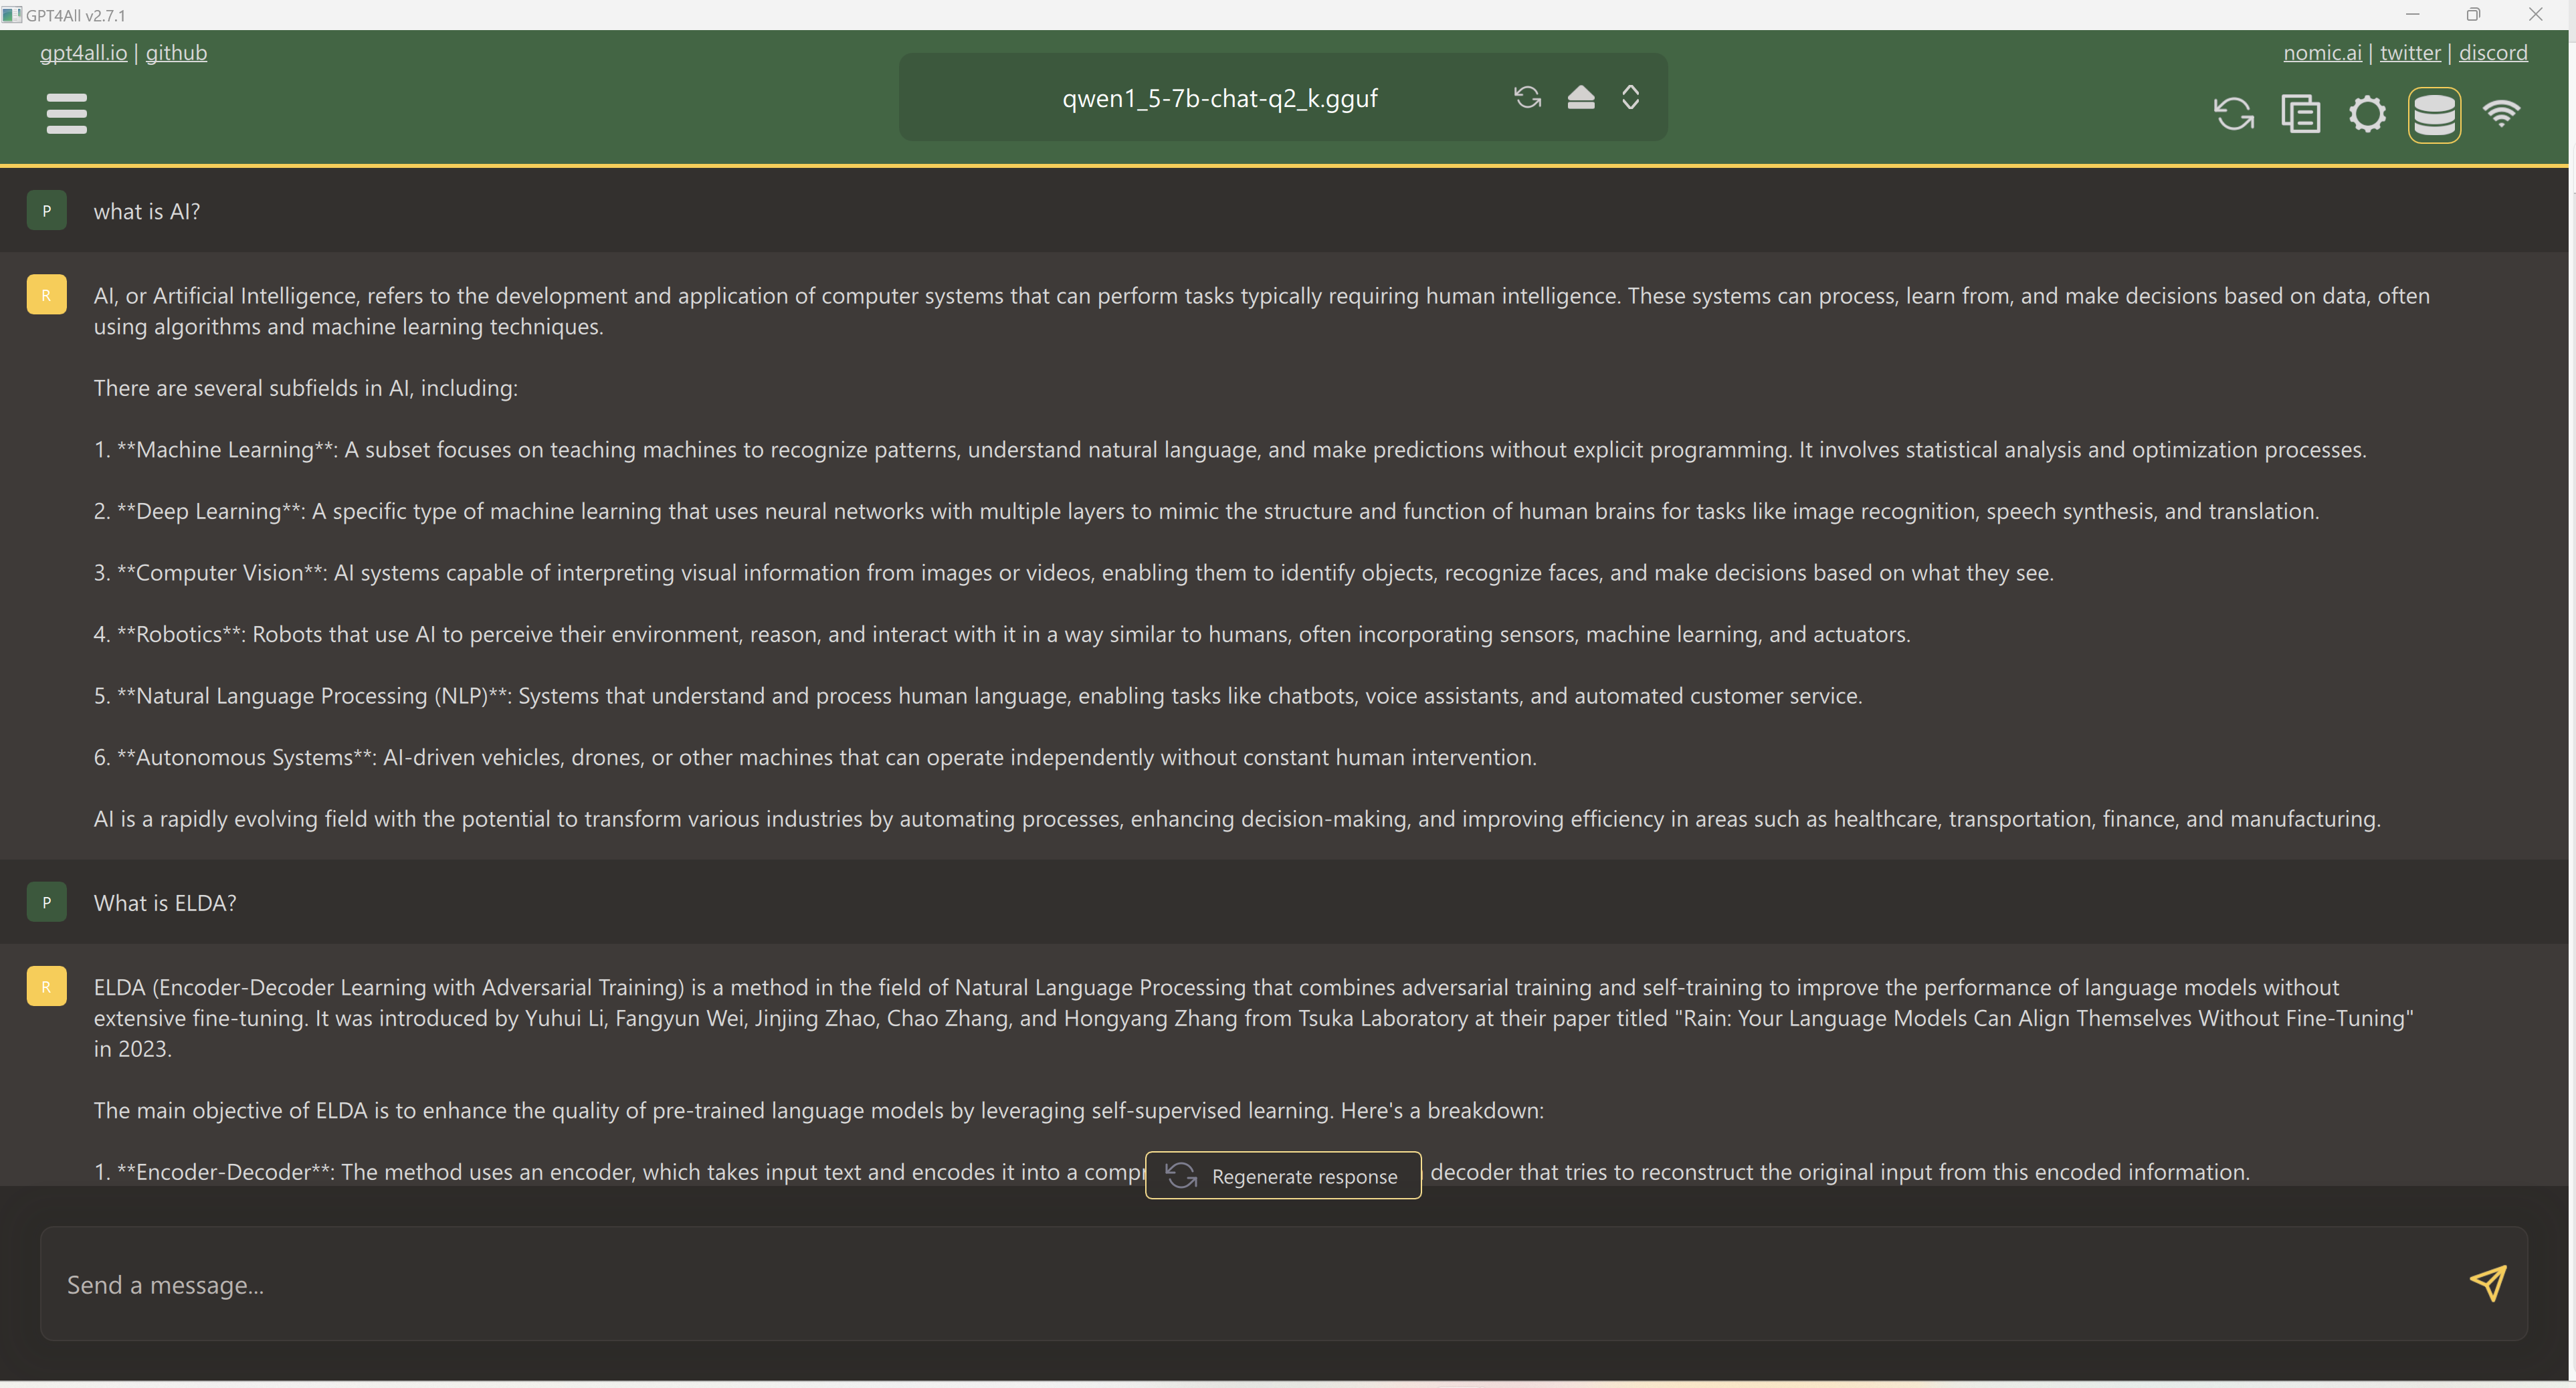 GPT4All v2.7.1
gpt4all.io | github
nomic.ai | twitter | discord
qwen1_5-7b-chat-q2_k.gguf
P
what is AI?
R
AI, or Artificial Intelligence, refers to the development and application of computer systems that can perform tasks typically requiring human intelligence. These systems can process, learn from, and make decisions based on data, often
using algorithms and machine learning techniques.
There are several subfields in AI, including:
1. **Machine Learning**: A subset focuses on teaching machines to recognize patterns, understand natural language, and make predictions without explicit programming. It involves statistical analysis and optimization processes.
2. **Deep Learning**: A specific type of machine learning that uses neural networks with multiple layers to mimic the structure and function of human brains for tasks like image recognition, speech synthesis, and translation.
3. **Computer Vision**: AI systems capable of interpreting visual information from images or videos, enabling them to identify objects, recognize faces, and make decisions based on what they see.
4. **Robotics**: Robots that use AI to perceive their environment, reason, and interact with it in a way similar to humans, often incorporating sensors, machine learning, and actuators.
5. **Natural Language Processing (NLP)**: Systems that understand and process human language, enabling tasks like chatbots, voice assistants, and automated customer service.
6. **Autonomous Systems**: AI-driven vehicles, drones, or other machines that can operate independently without constant human intervention.
AI is a rapidly evolving field with the potential to transform various industries by automating processes, enhancing decision-making, and improving efficiency in areas such as healthcare, transportation, finance, and manufacturing.
P
What is ELDA?
R
ELDA (Encoder-Decoder Learning with Adversarial Training) is a method in the field of Natural Language Processing that combines adversarial training and self-training to improve the performance of language models without
extensive fine-tuning. It was introduced by Yuhui Li, Fangyun Wei, Jinjing Zhao, Chao Zhang, and Hongyang Zhang from Tsuka Laboratory at their paper titled "Rain: Your Language Models Can Align Themselves Without Fine-Tuning"
in 2023.
The main objective of ELDA is to enhance the quality of pre-trained language models by leveraging self-supervised learning. Here's a breakdown:
1. **Encoder-Decoder**: The method uses an encoder, which takes input text and encodes it into a decoder that tries to reconstruct the original input from this encoded information.
Regenerate response
Send a message...